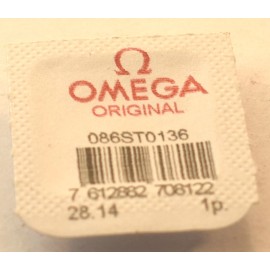 Ω
OMEGA
ORIGINAL
086ST0136
7 612882 708122
28.14 1p.